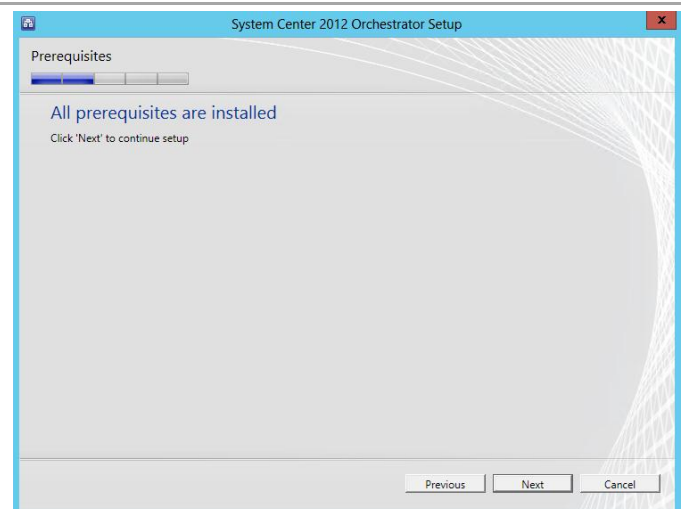 System Center 2012 Orchestrator Setup
x
Prerequisites
All prerequisites are installed
Click 'Next' to continue setup
Previous Next Cancel